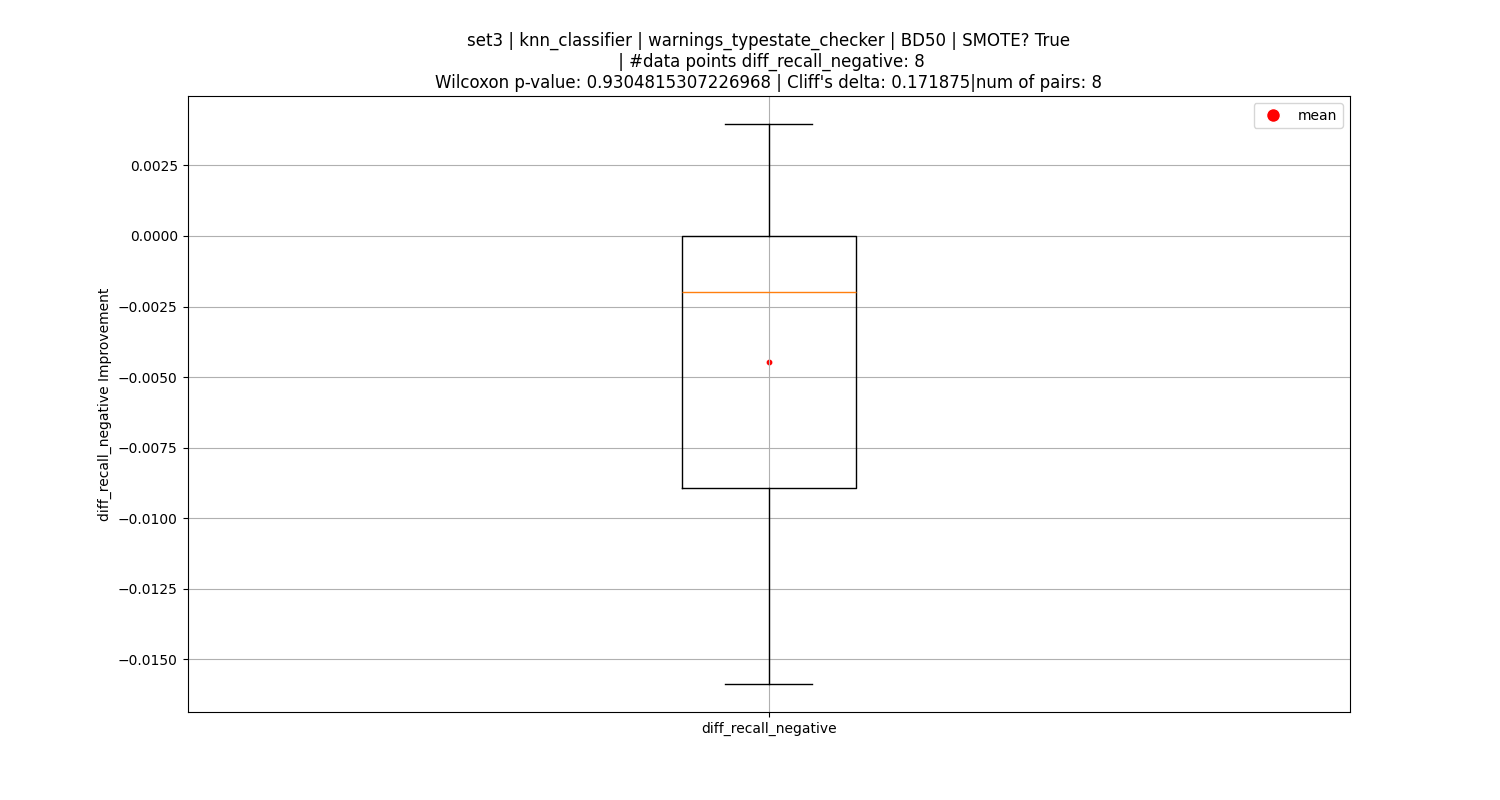 set3 | knn_classifier | warnings_typestate_checker | BD50 | SMOTE? True
| #data points diff_recall_negative: 8
Wilcoxon p-value: 0.9304815307226968 | Cliff's delta: 0.171875|num of pairs: 8
mean
0.0025
0.0000
−0.0025
−0.0050
−0.0075
−0.0100
−0.0125
−0.0150
diff_recall_negative Improvement
diff_recall_negative